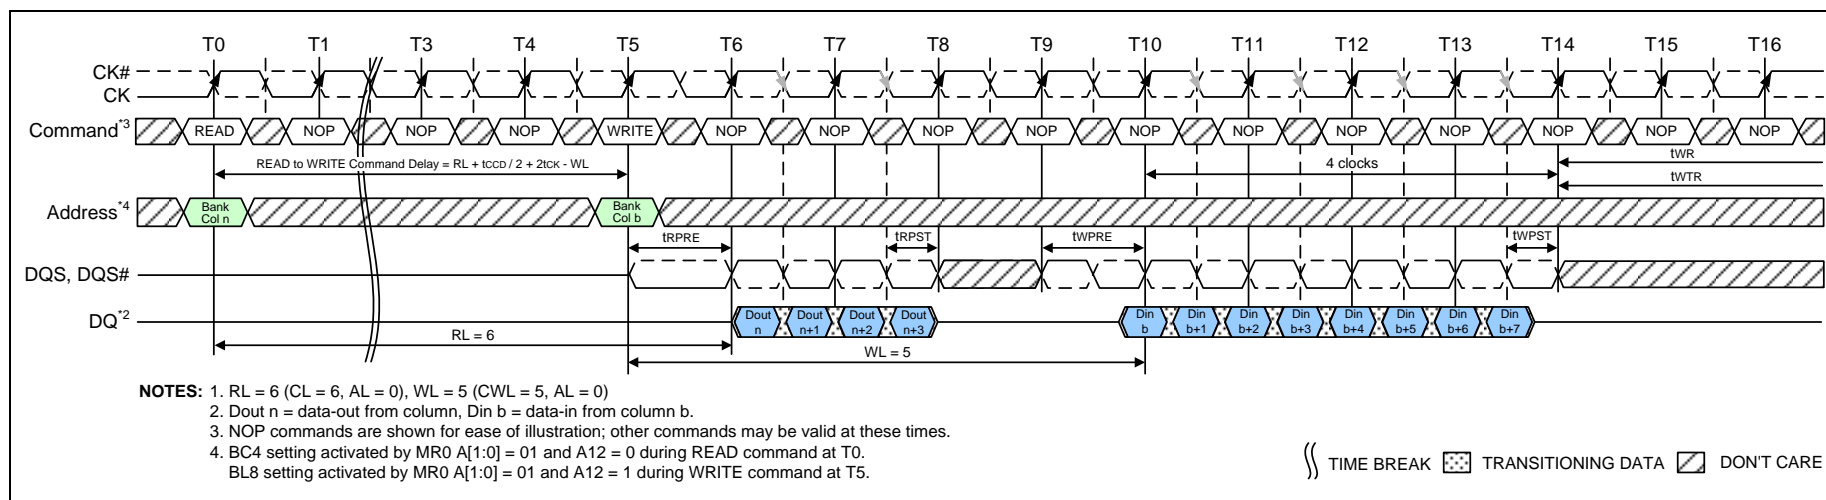 T0 T1 T3 T4 T5 T6 T7 T8 T9 T10 T11 T12 T13 T14 T15 T16
CK#
CK
Command*3 READ NOP NOP NOP WRITE NOP NOP NOP NOP NOP NOP NOP NOP NOP NOP NOP
READ to WRITE Command Delay = RL + tCCD / 2 + 2tCK - WL 4 clocks tWR
tWTR
Address*4 Bank Col n Bank Col b
tRPRE tRPST tWPRE tWPST
DQS, DQS#
DQ*2 Dout n Dout n+1 Dout n+2 Dout n+3 Din b Din b+1 Din b+2 Din b+3 Din b+4 Din b+5 Din b+6 Din b+7
RL = 6
WL = 5
NOTES: 1. RL = 6 (CL = 6, AL = 0), WL = 5 (CWL = 5, AL = 0)
2. Dout n = data-out from column, Din b = data-in from column b.
3. NOP commands are shown for ease of illustration; other commands may be valid at these times.
4. BC4 setting activated by MR0 A[1:0] = 01 and A12 = 0 during READ command at T0.
BL8 setting activated by MR0 A[1:0] = 01 and A12 = 1 during WRITE command at T5.
TIME BREAK TRANSITIONING DATA DON'T CARE